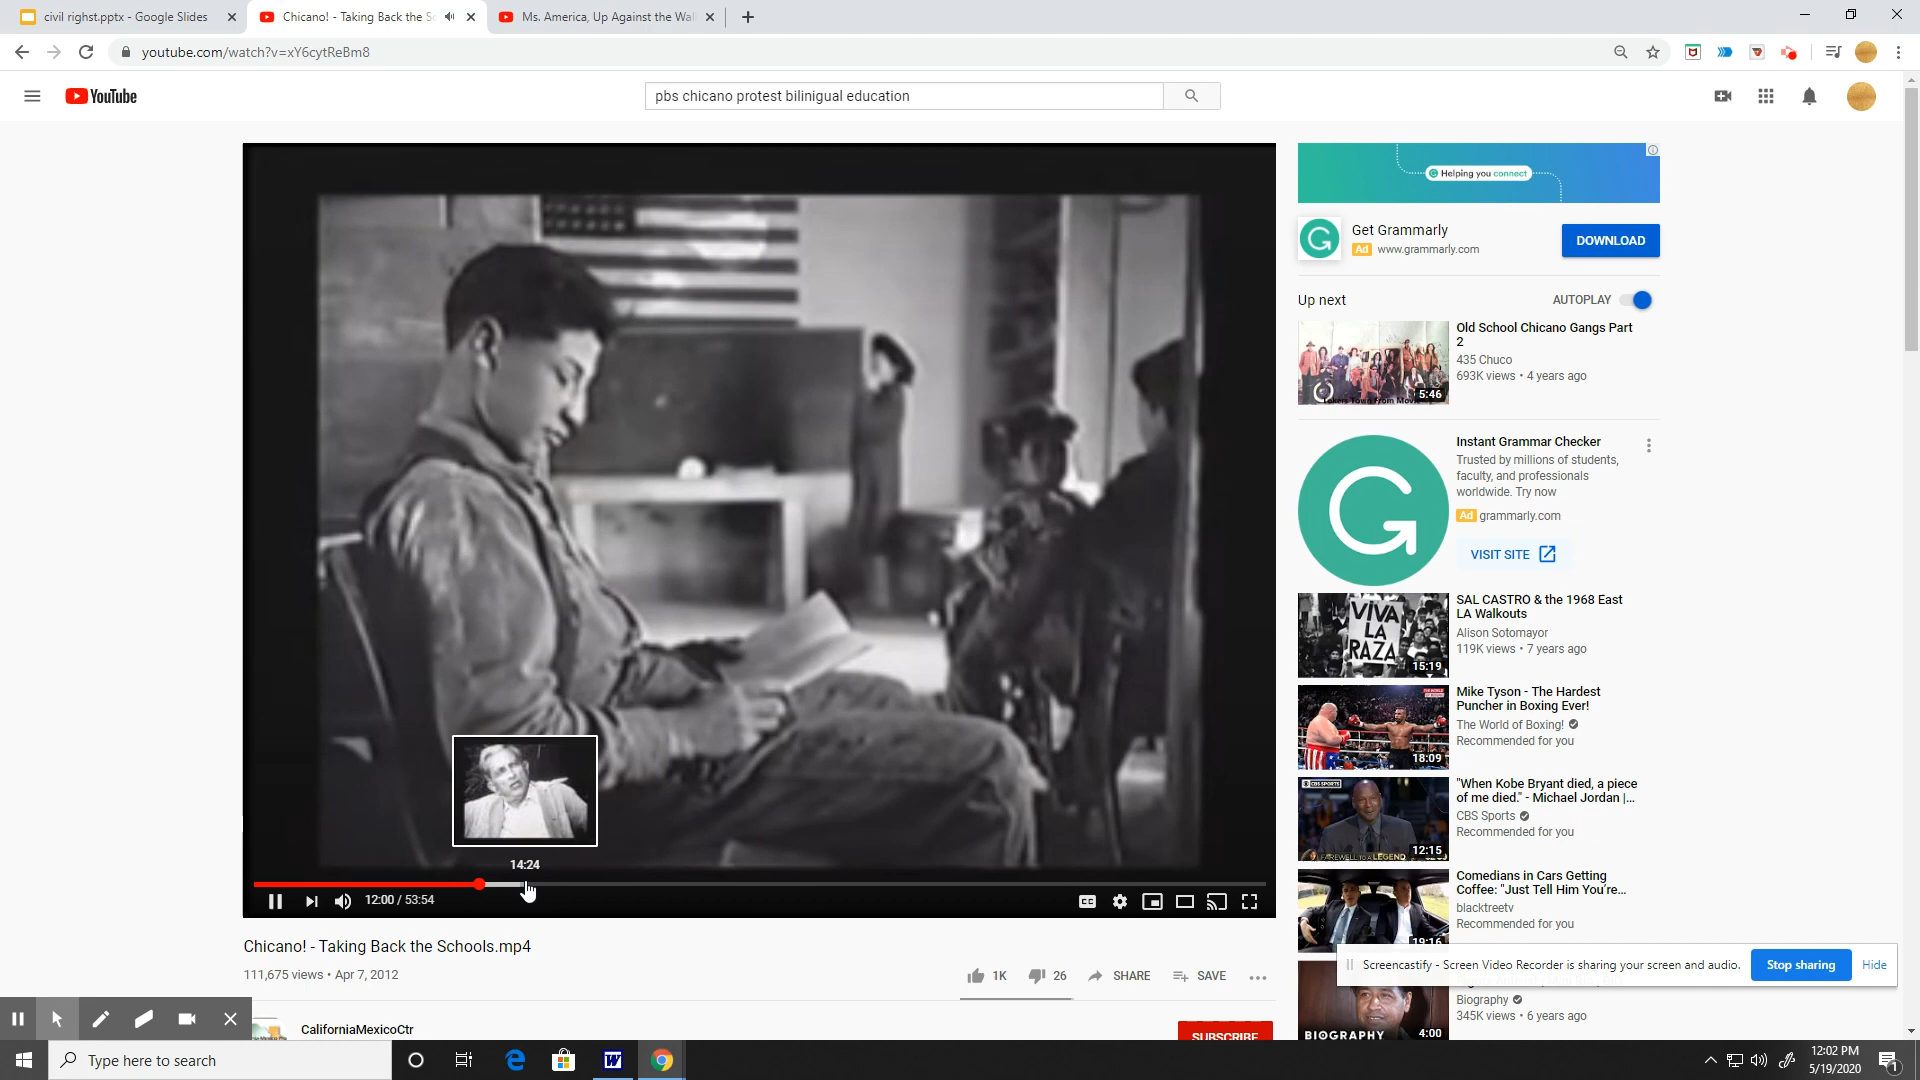 civil righst.pptx - Google Slides
Chicano! - Taking Back the S
Ms. America, Up Against the Wal
youtube.com/watch?v=xY6cytReBm8
YouTube
pbs chicano protest bilinigual education
Helping you connect
Get Grammarly
Ad www.grammarly.com
DOWNLOAD
Up next
AUTOPLAY
Old School Chicano Gangs Part
2
435 Chuco
693K views • 4 years ago
5:46
Instant Grammar Checker
Trusted by millions of students,
faculty, and professionals
worldwide. Try now
Ad grammarly.com
VISIT SITE
VIVA
LA
RAZA
15:19
SAL CASTRO & the 1968 East
LA Walkouts
Alison Sotomayor
119K views • 7 years ago
18:09
Mike Tyson - The Hardest
Puncher in Boxing Ever!
The World of Boxing!
Recommended for you
CBS SPORTS
12:15
"When Kobe Bryant died, a piece
of me died." - Michael Jordan |...
CBS Sports
Recommended for you
19:16
Comedians in Cars Getting
Coffee: "Just Tell Him You're...
blacktreetv
Recommended for you
14:24
12:00 / 53:54
CC
Chicano! - Taking Back the Schools.mp4
111,675 views • Apr 7, 2012
1K
26
SHARE
SAVE
Screencastify - Screen Video Recorder is sharing your screen and audio.
Stop sharing
Hide
BIOGRAPHY
4:00
Biography
345K views • 6 years ago
CaliforniaMexicoCtr
SUBSCRIBE
Type here to search
12:02 PM
5/19/2020
1